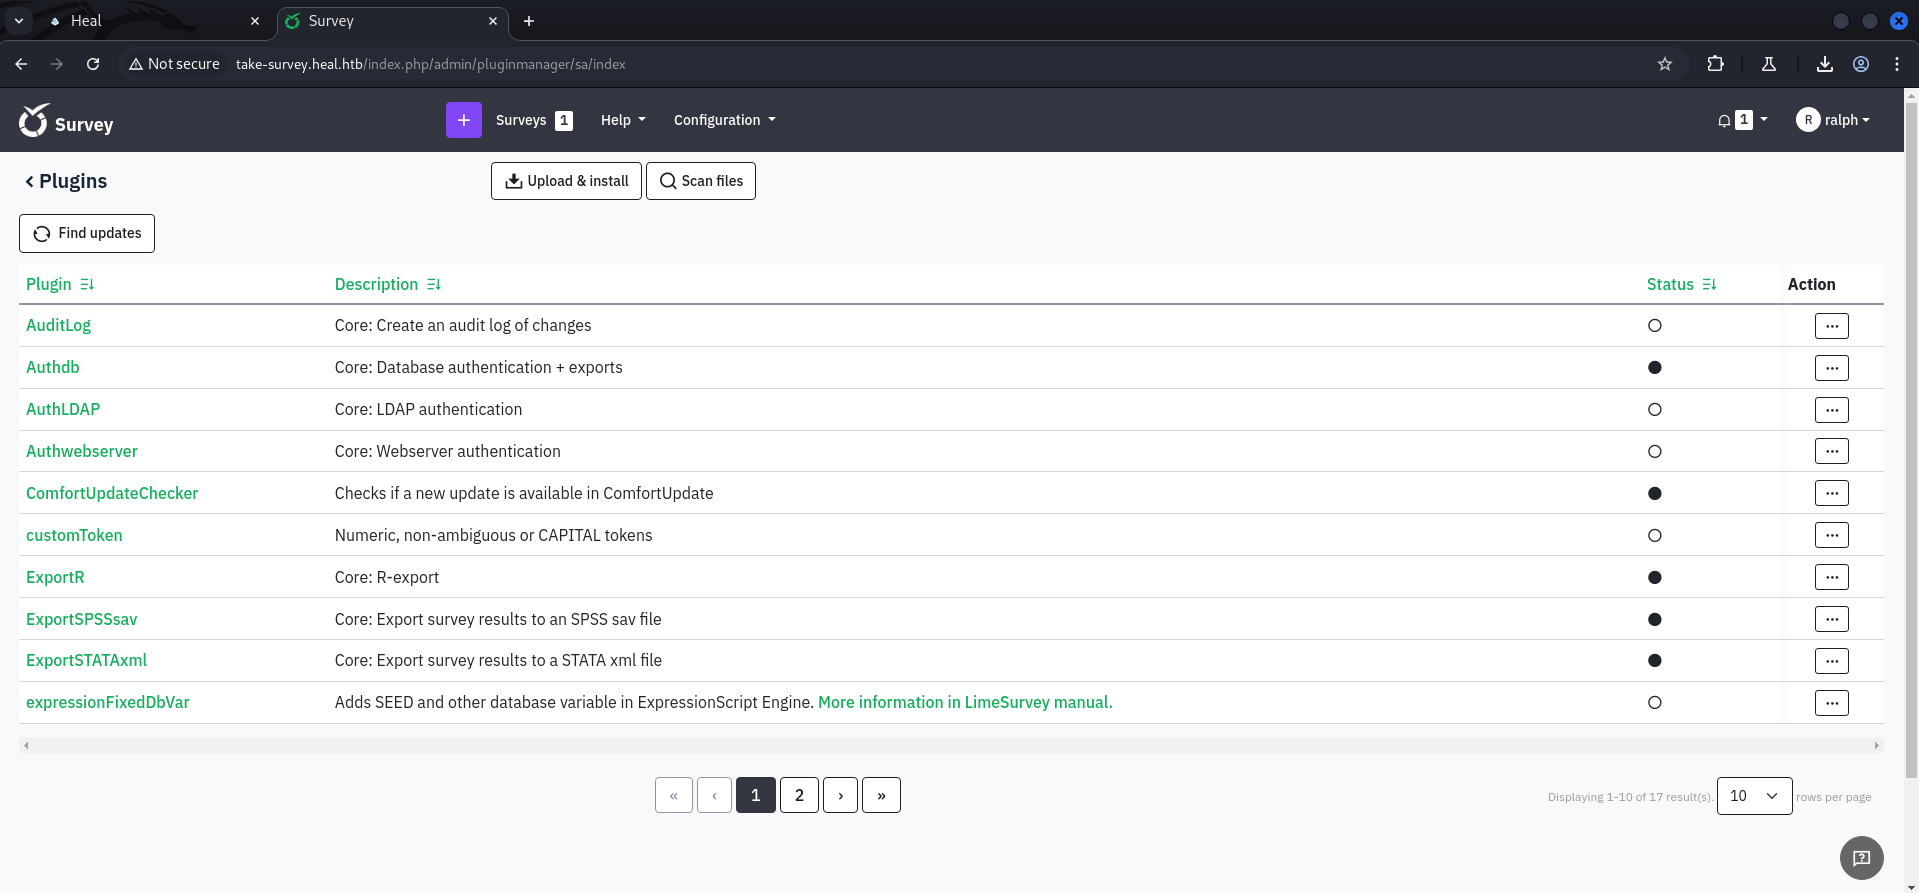 Heal
Survey
Not secure
take-survey.heal.htb/index.php/admin/pluginmanager/sa/index
Survey
+ Surveys 1 Help Configuration
1
R ralph
Plugins
Upload & install
Scan files
Find updates
Plugin Description Status Action
AuditLog Core: Create an audit log of changes ...
Authdb Core: Database authentication + exports ...
AuthLDAP Core: LDAP authentication ...
Authwebserver Core: Webserver authentication ...
ComfortUpdateChecker Checks if a new update is available in ComfortUpdate ...
customToken Numeric, non-ambiguous or CAPITAL tokens ...
ExportR Core: R-export ...
ExportSPSSsav Core: Export survey results to an SPSS sav file ...
ExportSTATAxml Core: Export survey results to a STATA xml file ...
expressionFixedDbVar Adds SEED and other database variable in ExpressionScript Engine. More information in LimeSurvey manual. ...
« ‹ 1 2 › »
Displaying 1-10 of 17 result(s). 10 rows per page